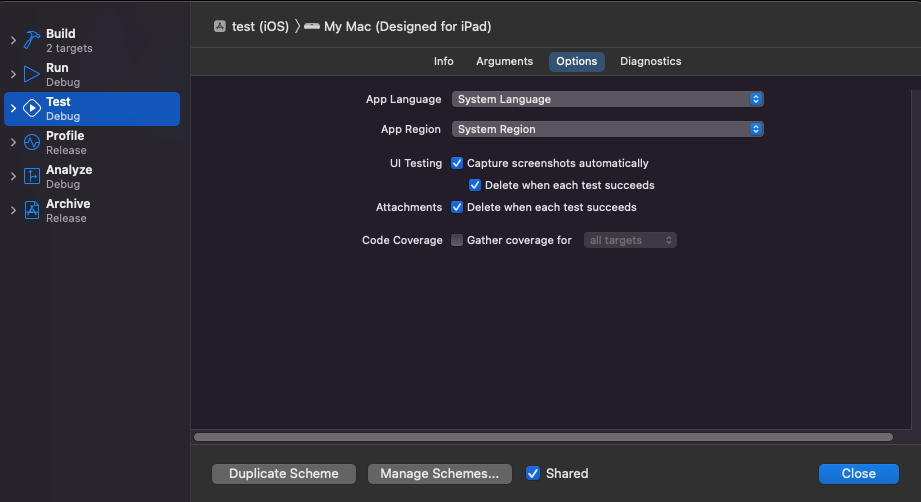 test (iOS) 〉 My Mac (Designed for iPad)
Build
2 targets
Run
Debug
Test
Debug
Profile
Release
Analyze
Debug
Archive
Release
Info Arguments Options Diagnostics
App Language System Language
App Region System Region
UI Testing Capture screenshots automatically
Delete when each test succeeds
Attachments Delete when each test succeeds
Code Coverage Gather coverage for all targets
Duplicate Scheme Manage Schemes... Shared Close